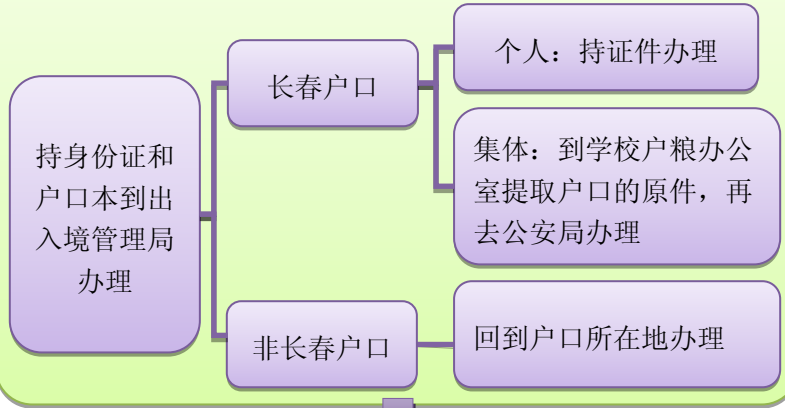 持身份证和
户口本到出
入境管理局
办理
长春户口
个人：持证件办理
集体：到学校户粮办公
室提取户口的原件，再
去公安局办理
非长春户口
回到户口所在地办理